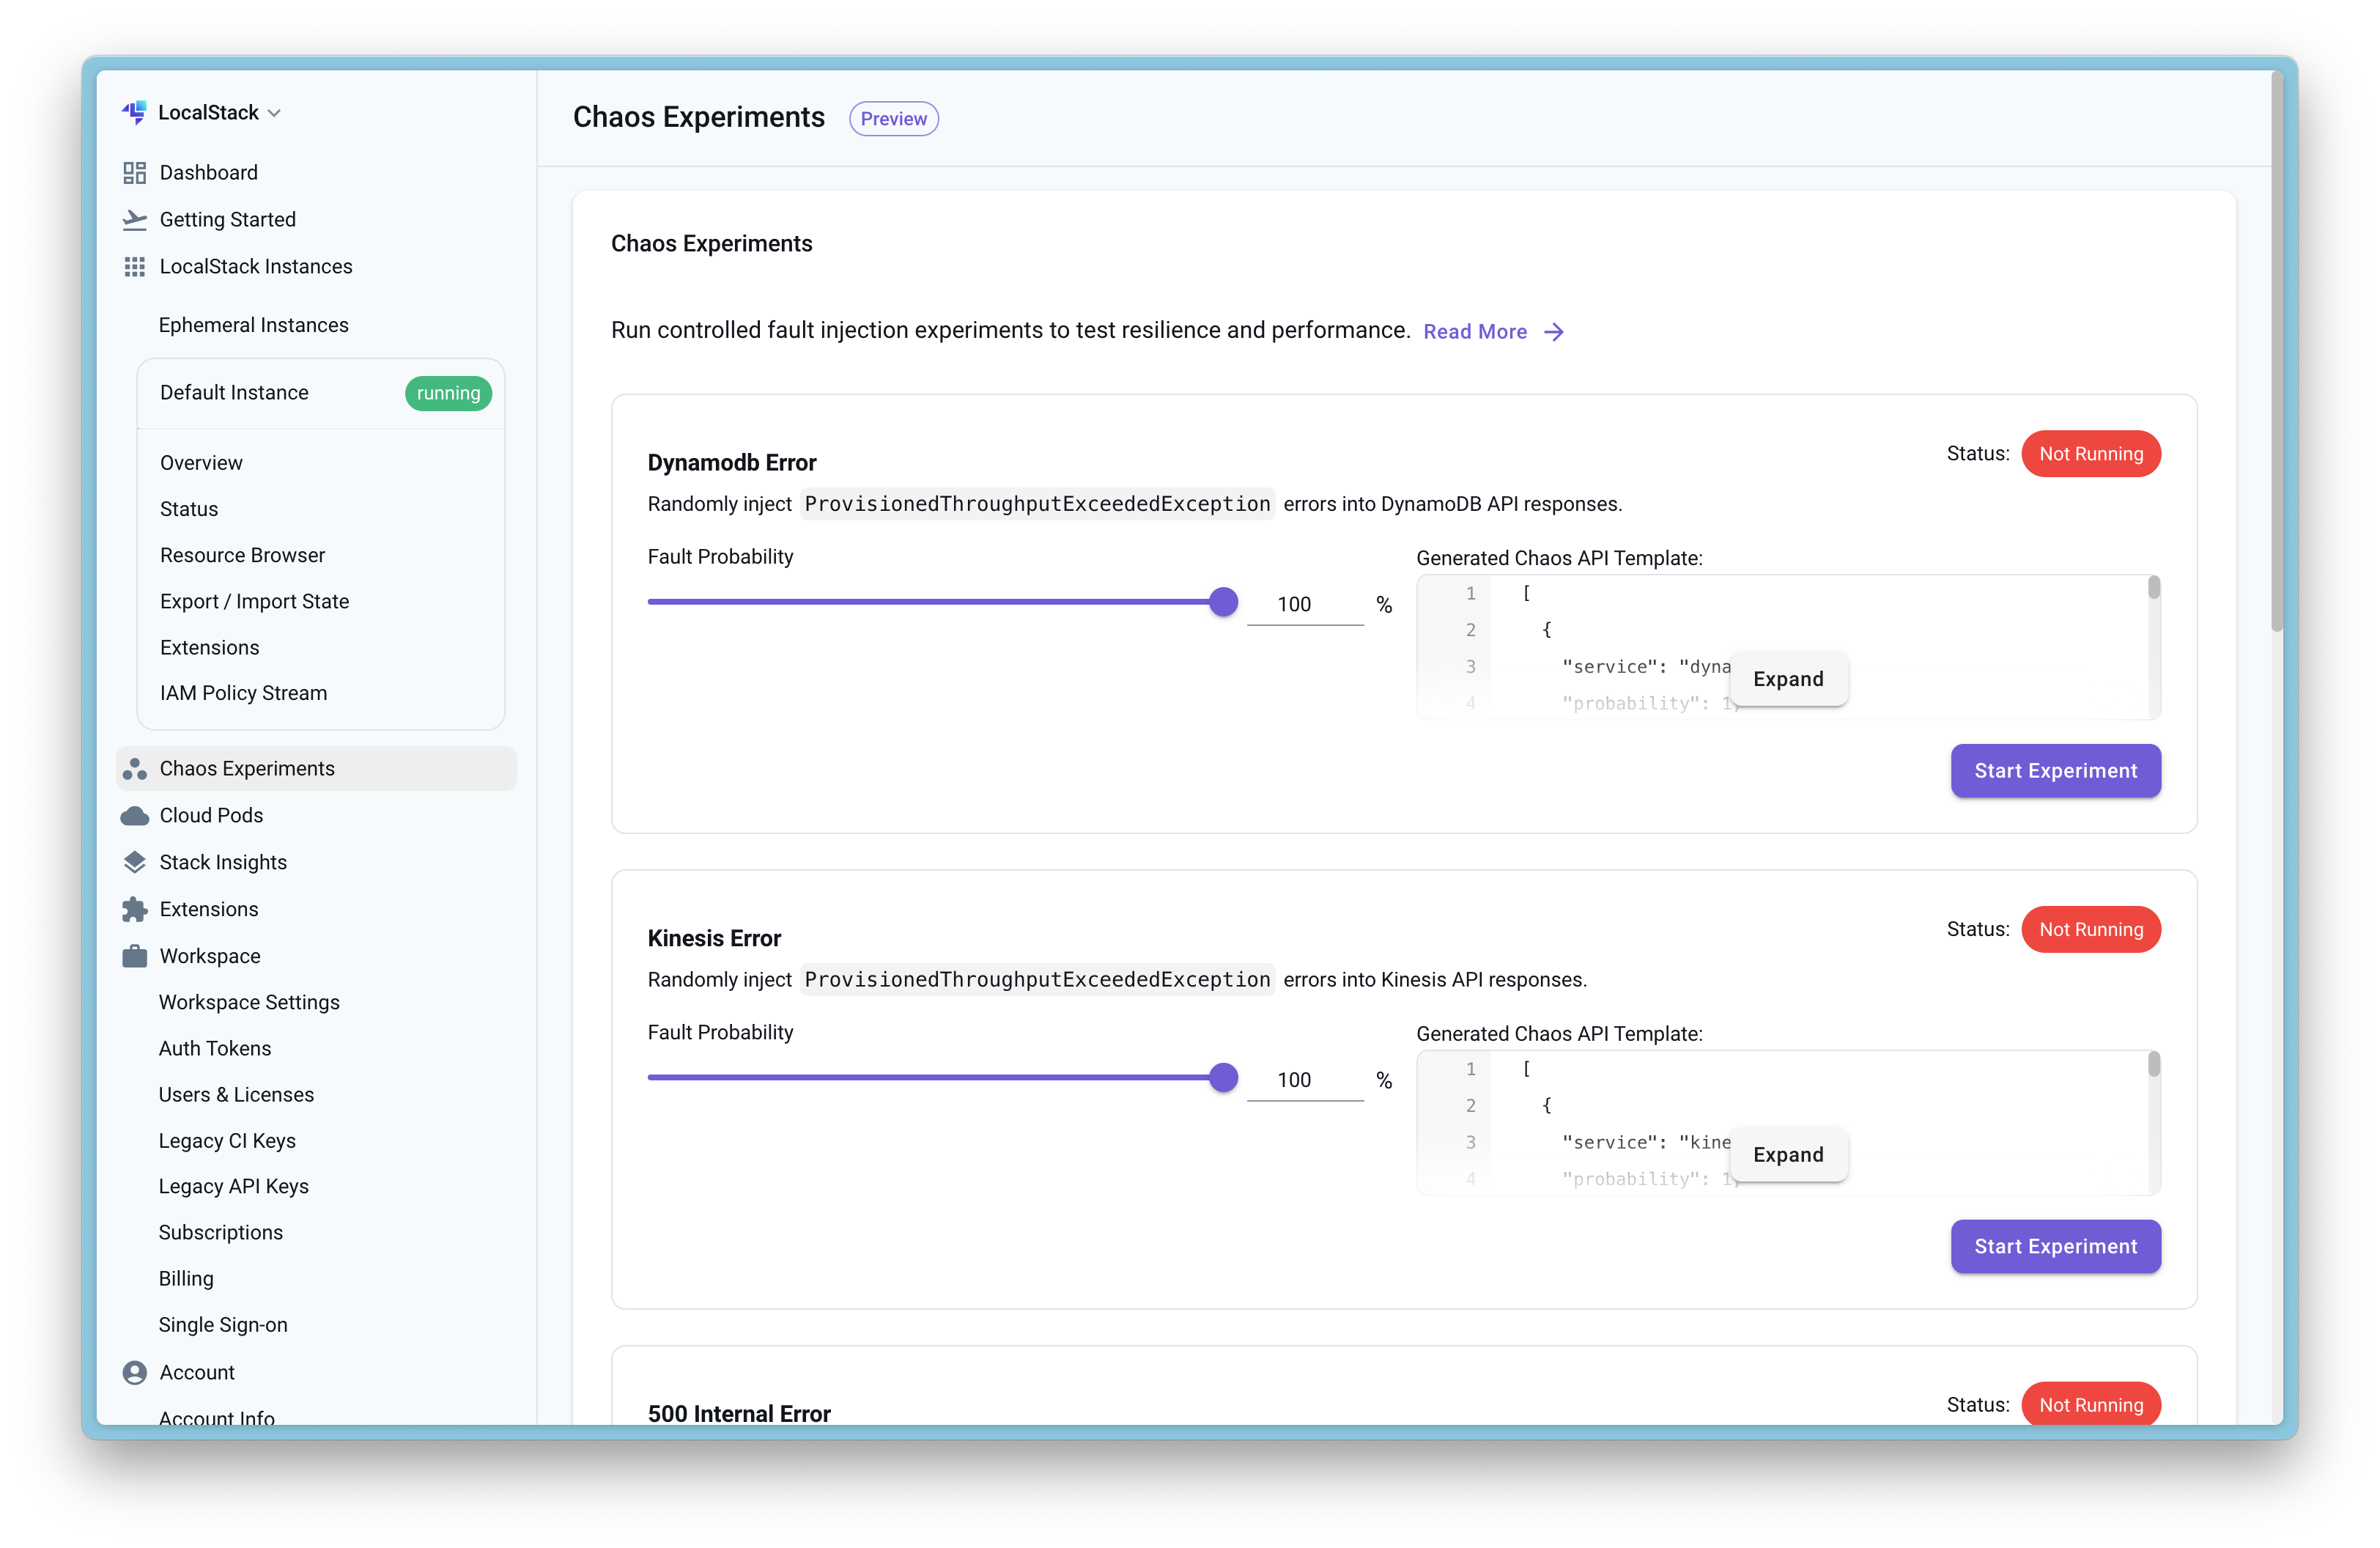 LocalStack
Dashboard
Getting Started
LocalStack Instances
Ephemeral Instances
Default Instance running
Overview
Status
Resource Browser
Export / Import State
Extensions
IAM Policy Stream
Chaos Experiments
Cloud Pods
Stack Insights
Extensions
Workspace
Workspace Settings
Auth Tokens
Users & Licenses
Legacy CI Keys
Legacy API Keys
Subscriptions
Billing
Single Sign-on
Account
Account Info
Chaos Experiments Preview
Chaos Experiments
Run controlled fault injection experiments to test resilience and performance. Read More
Dynamodb Error
Status: Not Running
Randomly inject ProvisionedThroughputExceededException errors into DynamoDB API responses.
Fault Probability
100 %
Generated Chaos API Template:
1 [
2 {
3 "service": "dyna
4 "probability": 1,
Expand
Start Experiment
Kinesis Error
Status: Not Running
Randomly inject ProvisionedThroughputExceededException errors into Kinesis API responses.
Fault Probability
100 %
Generated Chaos API Template:
1 [
2 {
3 "service": "kine
4 "probability": 1,
Expand
Start Experiment
500 Internal Error
Status: Not Running